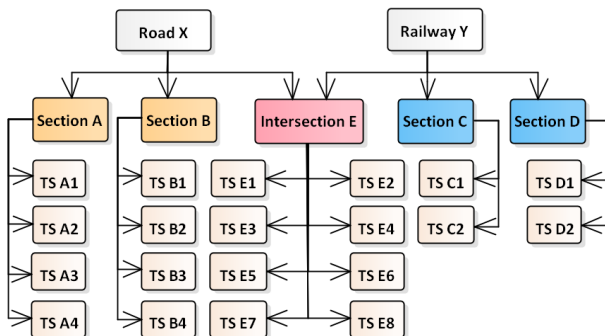 Road X
Railway Y
Section A
Section B
Intersection E
Section C
Section D
TS A1
TS B1
TS E1
TS E2
TS C1
TS D1
TS A2
TS B2
TS E3
TS E4
TS C2
TS D2
TS A3
TS B3
TS E5
TS E6
TS A4
TS B4
TS E7
TS E8